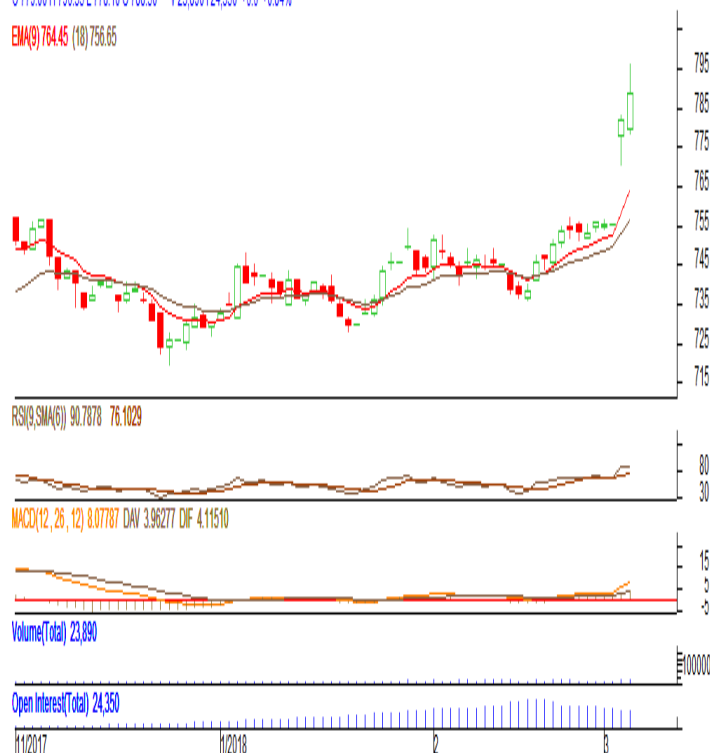 EMA(9) 764.45 (18) 756.65
795
785
775
765
755
745
735
725
715
RSI(9,SMA(6)) 90.7878 76.1029
80
30
MACD(12, 26, 12) 8.07787 DAV 3.96277 DIF 4.11510
15
5
-5
Volume(Total) 23,890
100000
Open Interest(Total) 24,350
11/2017 1/2018 2 3